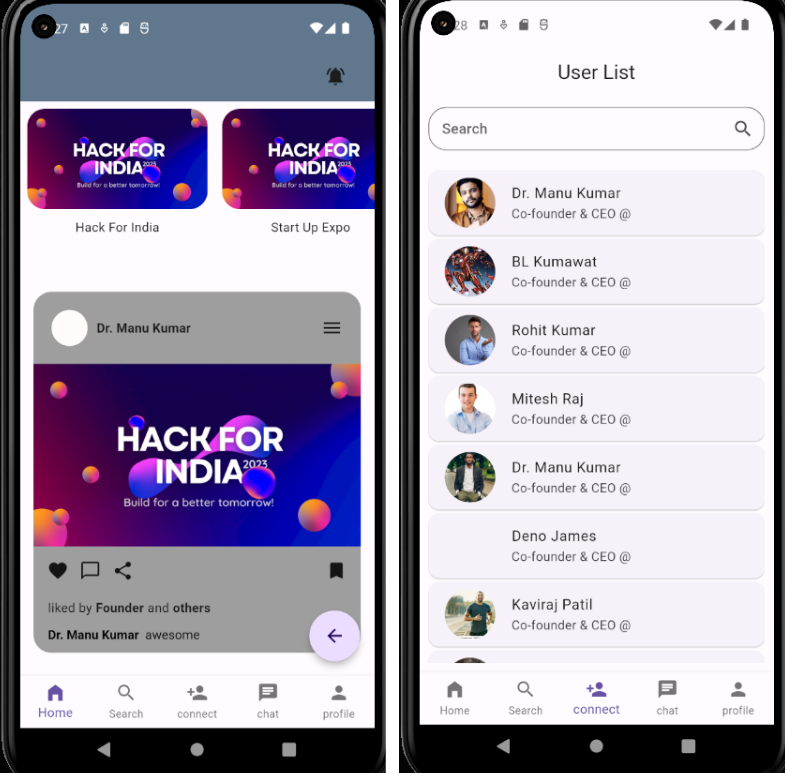 27
HACK FOR
INDIA 2023
Build for a better tomorrow!
HACK FOR
INDIA 2023
Build for a better tomorrow!
Hack For India
Start Up Expo
Dr. Manu Kumar
HACK FOR
INDIA 2023
Build for a better tomorrow!
liked by Founder and others
Dr. Manu Kumar awesome
Home
Search
connect
chat
profile
28
User List
Search
Dr. Manu Kumar
Co-founder & CEO @
BL Kumawat
Co-founder & CEO @
Rohit Kumar
Co-founder & CEO @
Mitesh Raj
Co-founder & CEO @
Dr. Manu Kumar
Co-founder & CEO @
Deno James
Co-founder & CEO @
Kaviraj Patil
Co-founder & CEO @
Home
Search
connect
chat
profile